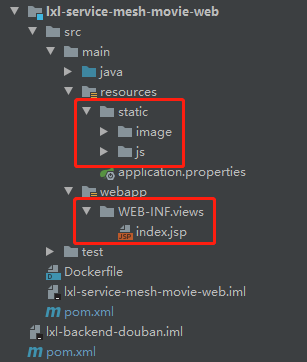 lxl-service-mesh-movie-web
src
main
java
resources
static
image
js
application.properties
webapp
WEB-INF.views
index.jsp
test
Dockerfile
lxl-service-mesh-movie-web.iml
pom.xml
lxl-backend-douban.iml
pom.xml